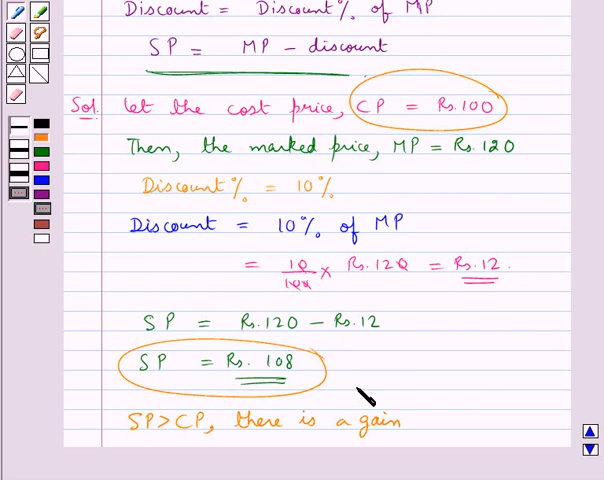 Discount = Discount % of MP
SP = MP - discount
Sol. Let the cost price, CP = Rs.100
Then, the marked price, MP = Rs.120
Discount % = 10%
Discount = 10% of MP
= 10/100 × Rs.120 = Rs.12.
SP = Rs.120 - Rs.12
SP = Rs. 108
SP > CP, there is a gain